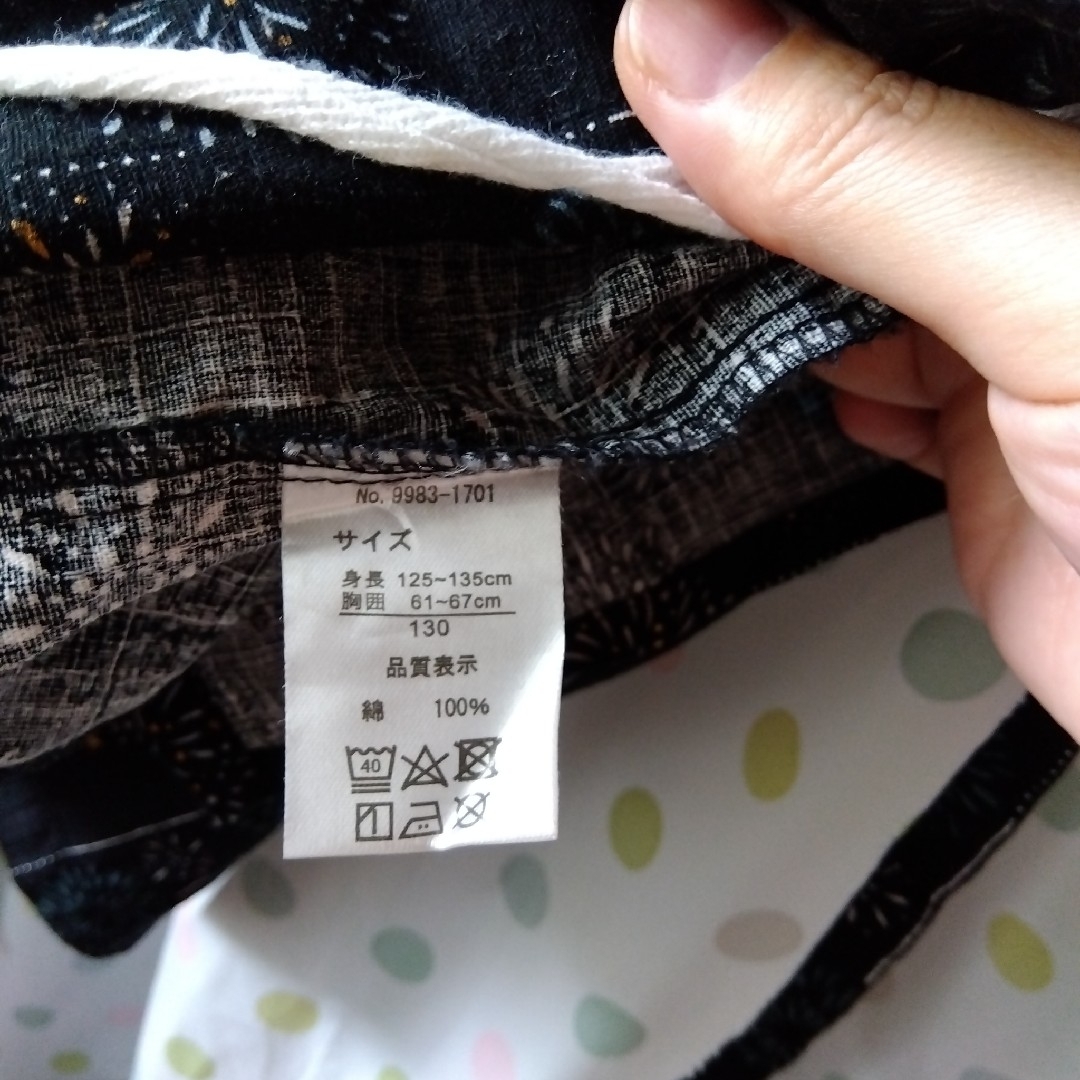 No. 9983-1701
サイズ
身長 125~135cm
胸囲 61~67cm
130
品質表示
綿 100%
40